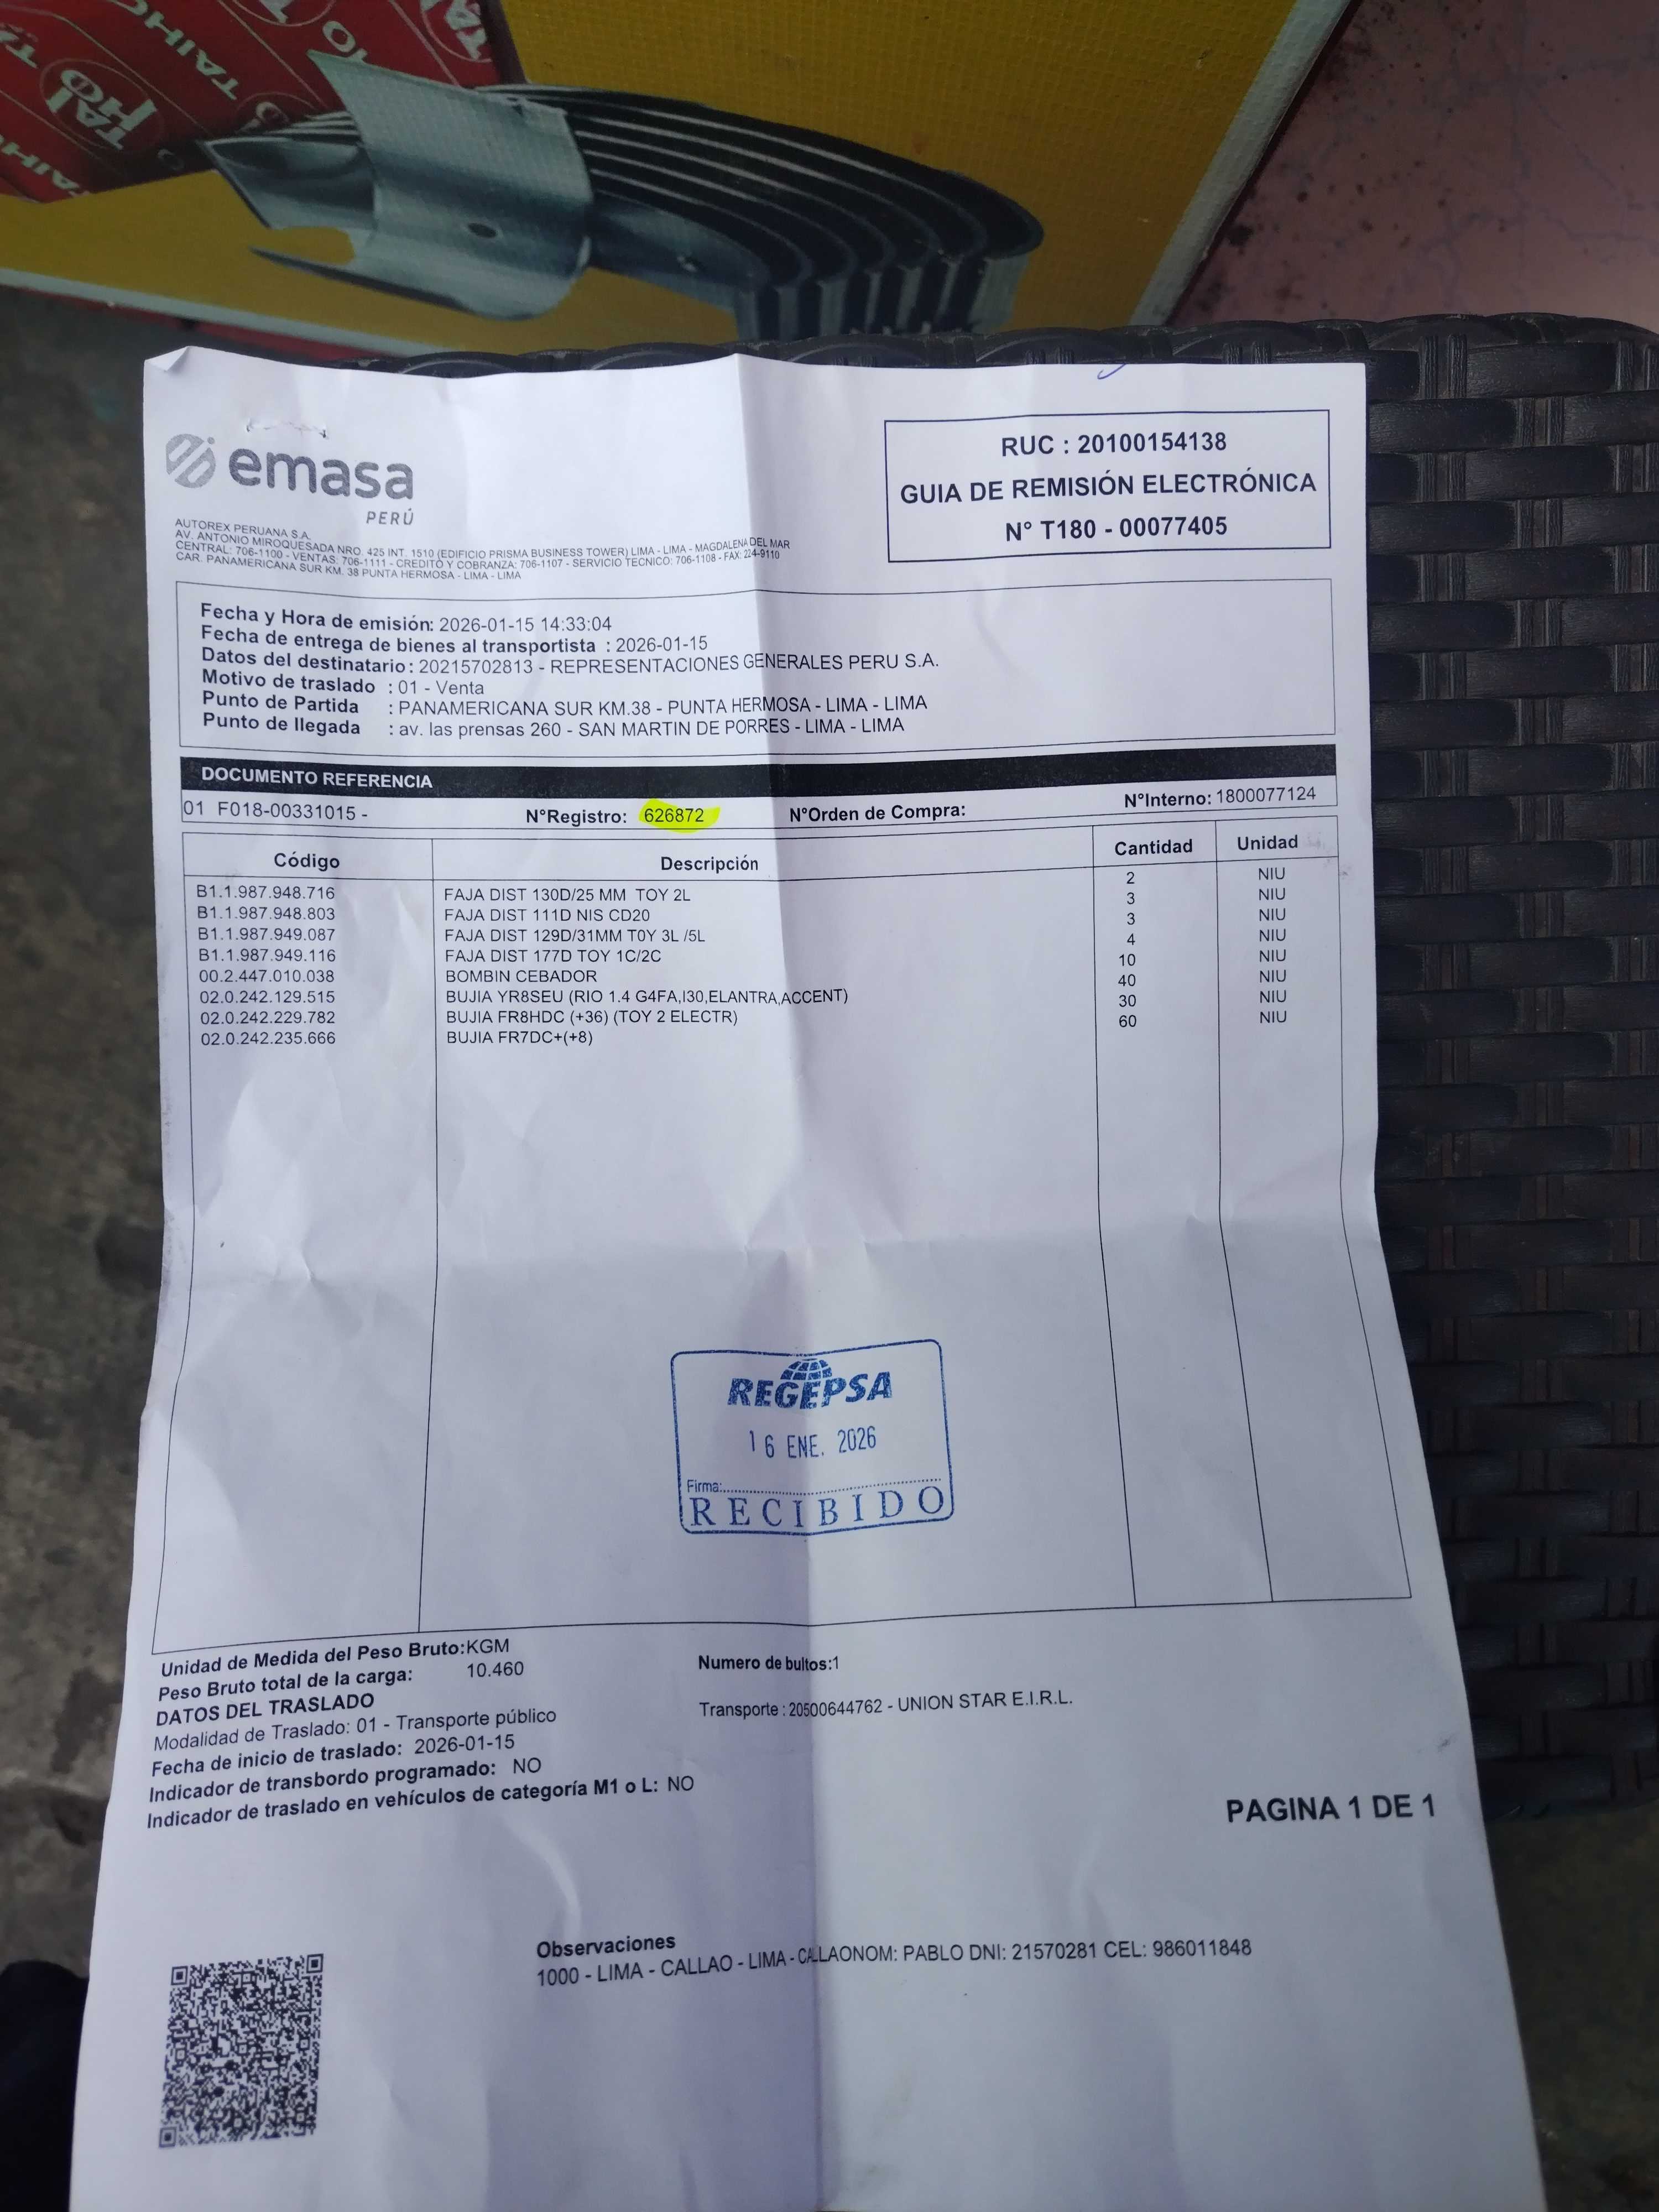 TAIHO
TAI
HO
TAIHO
emasa
PERÚ
AUTOREX PERUANA S.A.
AV. ANTONIO MIROQUESADA NRO. 425 INT. 1510 (EDIFICIO PRISMA BUSINESS TOWER) LIMA - LIMA - MAGDALENA DEL MAR
CENTRAL: 706-1100 - VENTAS: 706-1111 - CREDITO Y COBRANZA: 706-1107 - SERVICIO TECNICO: 706-1108 - FAX: 224-9110
CAR. PANAMERICANA SUR KM. 38 PUNTA HERMOSA - LIMA - LIMA
RUC : 20100154138
GUIA DE REMISIÓN ELECTRÓNICA
N° T180 - 00077405
Fecha y Hora de emisión: 2026-01-15 14:33:04
Fecha de entrega de bienes al transportista : 2026-01-15
Datos del destinatario : 20215702813 - REPRESENTACIONES GENERALES PERU S.A.
Motivo de traslado : 01 - Venta
Punto de Partida : PANAMERICANA SUR KM.38 - PUNTA HERMOSA - LIMA - LIMA
Punto de llegada : av. las prensas 260 - SAN MARTIN DE PORRES - LIMA - LIMA
DOCUMENTO REFERENCIA
01 F018-00331015 - N°Registro: 626872 N°Orden de Compra: N°Interno: 1800077124
Código Descripción Cantidad Unidad
B1.1.987.948.716 FAJA DIST 130D/25 MM TOY 2L 2 NIU
B1.1.987.948.803 FAJA DIST 111D NIS CD20 3 NIU
B1.1.987.949.087 FAJA DIST 129D/31MM T0Y 3L /5L 3 NIU
B1.1.987.949.116 FAJA DIST 177D TOY 1C/2C 4 NIU
00.2.447.010.038 BOMBIN CEBADOR 10 NIU
02.0.242.129.515 BUJIA YR8SEU (RIO 1.4 G4FA,I30,ELANTRA,ACCENT) 40 NIU
02.0.242.229.782 BUJIA FR8HDC (+36) (TOY 2 ELECTR) 30 NIU
02.0.242.235.666 BUJIA FR7DC+(+8) 60 NIU
REGEPSA
16 ENE. 2026
Firma:
RECIBIDO
Unidad de Medida del Peso Bruto:KGM
Peso Bruto total de la carga: 10.460 Numero de bultos:1
DATOS DEL TRASLADO
Modalidad de Traslado: 01 - Transporte público Transporte : 20500644762 - UNION STAR E.I.R.L.
Fecha de inicio de traslado: 2026-01-15
Indicador de transbordo programado: NO
Indicador de traslado en vehículos de categoría M1 o L: NO
PAGINA 1 DE 1
Observaciones
1000 - LIMA - CALLAO - LIMA - CALLAONOM: PABLO DNI: 21570281 CEL: 986011848